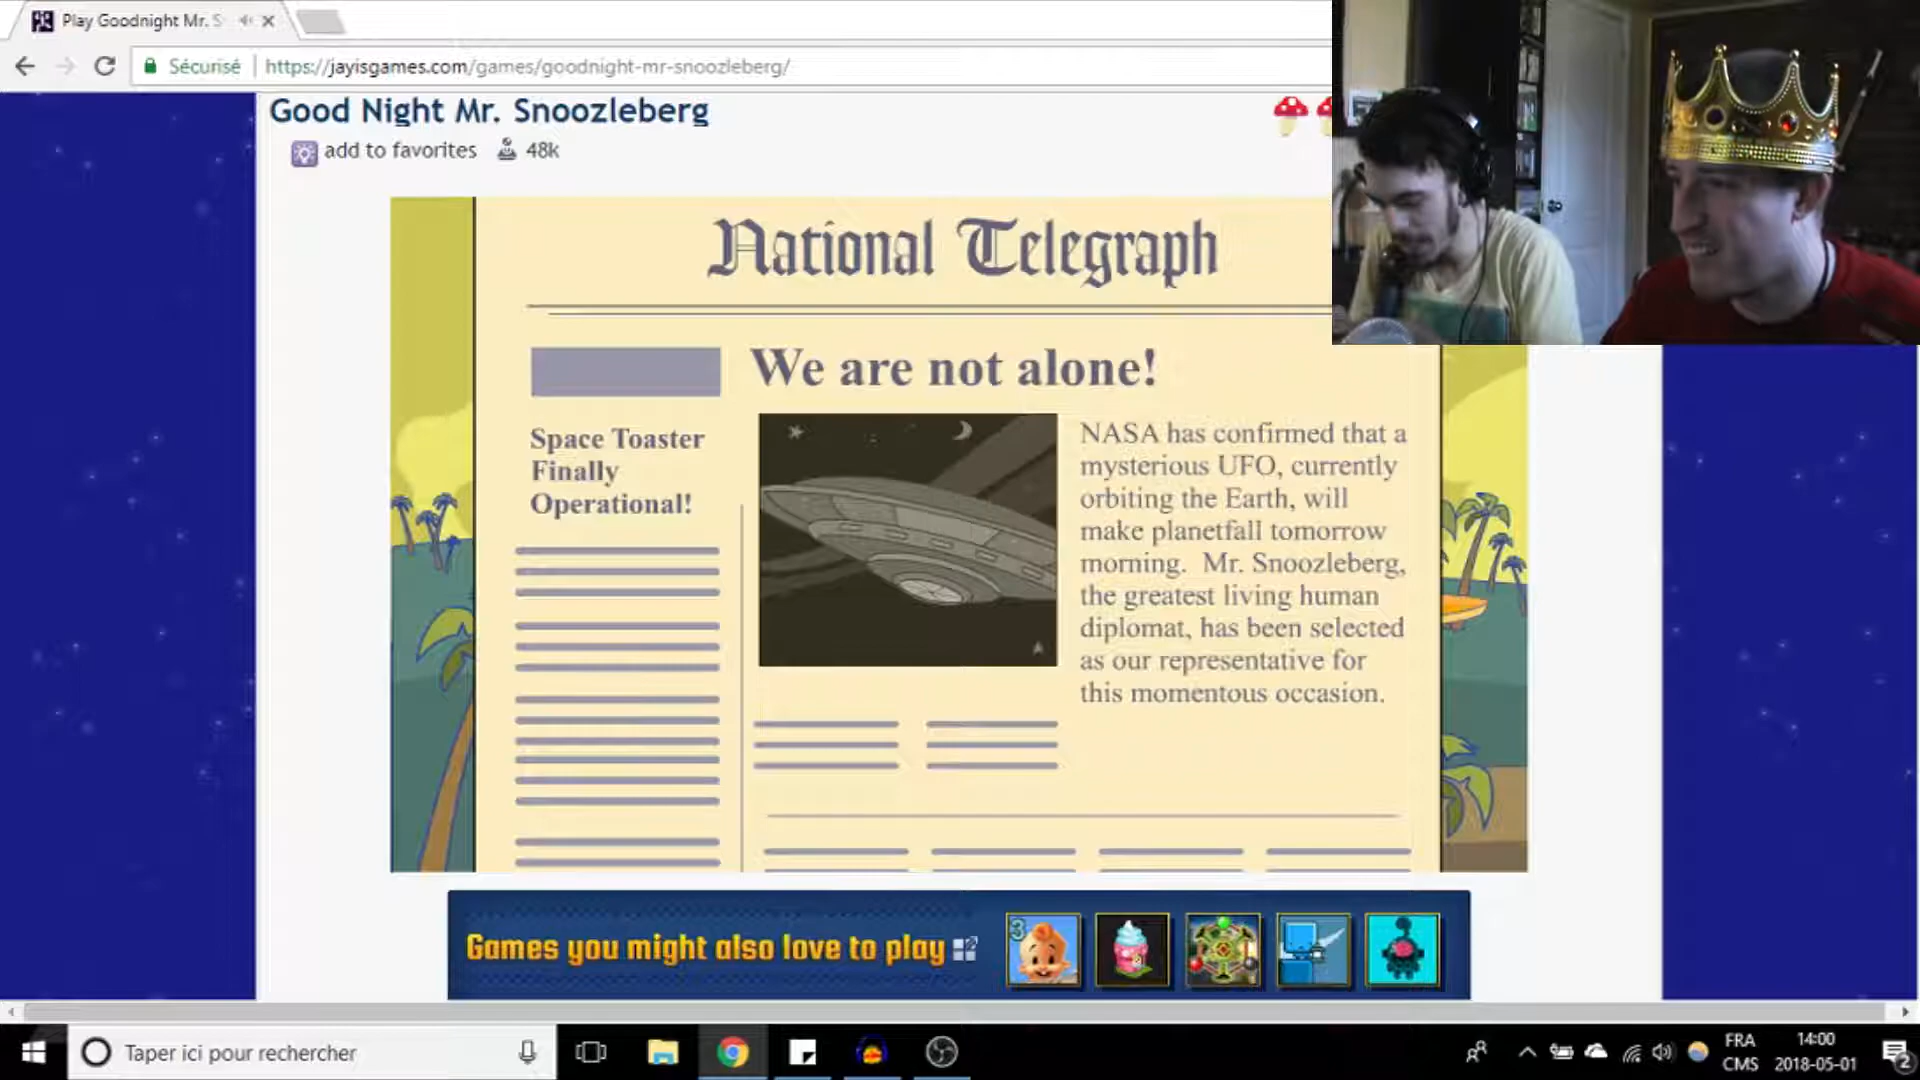 Play Goodnight Mr. S
Sécurisé
https://jayisgames.com/games/goodnight-mr-snoozleberg/
Good Night Mr. Snoozleberg
add to favorites
48k
National Telegraph
We are not alone!
Space Toaster
Finally
Operational!
NASA has confirmed that a
mysterious UFO, currently
orbiting the Earth, will
make planetfall tomorrow
morning. Mr. Snoozleberg,
the greatest living human
diplomat, has been selected
as our representative for
this momentous occasion.
Games you might also love to play
3
Taper ici pour rechercher
FRA
CMS
14:00
2018-05-01
2